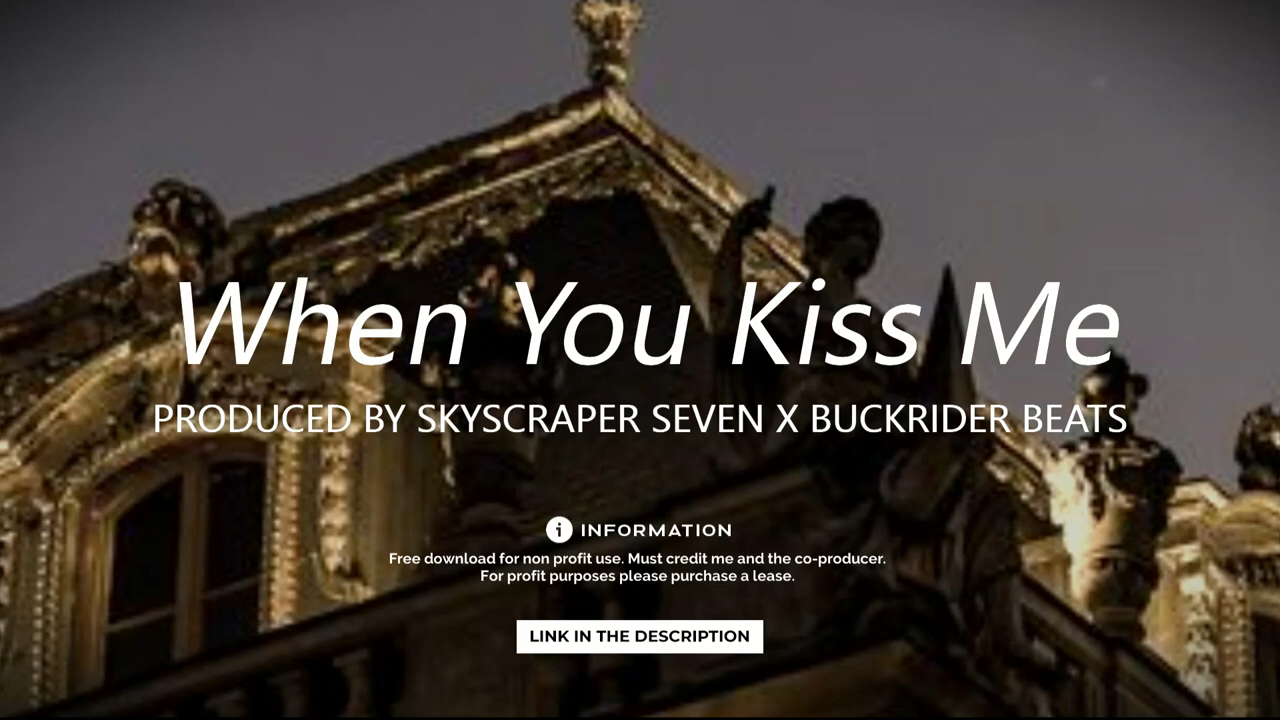 When You Kiss Me
PRODUCED BY SKYSCRAPER SEVEN X BUCKRIDER BEATS
i INFORMATION
Free download for non profit use. Must credit me and the co-producer.
For profit purposes please purchase a lease.
LINK IN THE DESCRIPTION